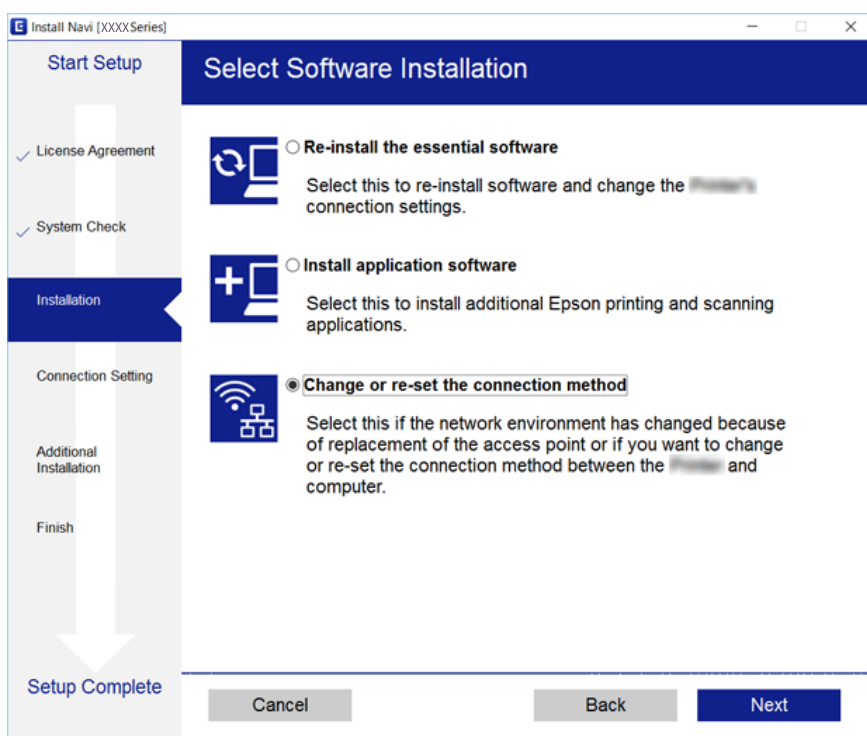 Install Navi [XXXXSeries]
Start Setup
License Agreement
System Check
Installation
Connection Setting
Additional
Installation
Finish
Setup Complete
Select Software Installation
Re-install the essential software
Select this to re-install software and change the
connection settings.
Install application software
Select this to install additional Epson printing and scanning
applications.
Change or re-set the connection method
Select this if the network environment has changed because
of replacement of the access point or if you want to change
or re-set the connection method between the and
computer.
Cancel
Back
Next